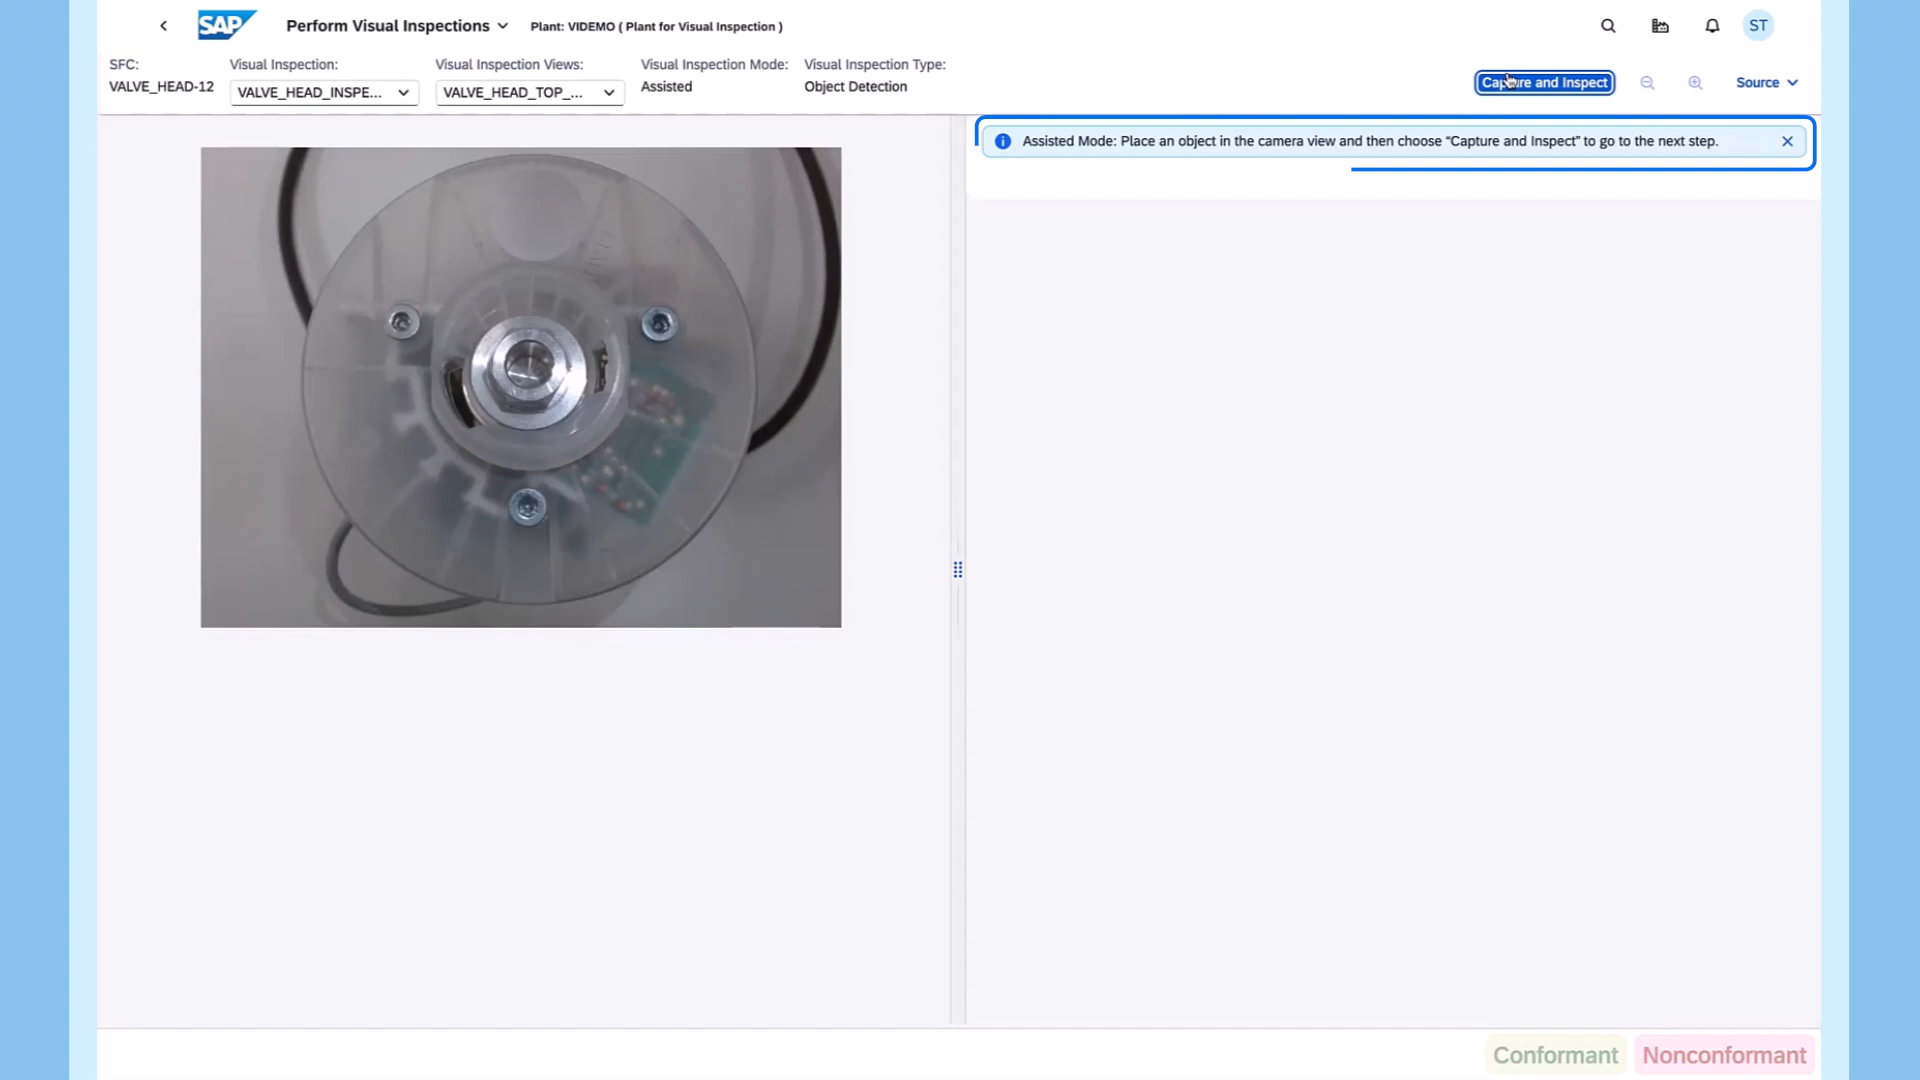 SAP
Perform Visual Inspections
Plant: VIDEMO ( Plant for Visual Inspection )
ST
SFC:
VALVE_HEAD-12
Visual Inspection:
VALVE_HEAD_INSPE...
Visual Inspection Views:
VALVE_HEAD_TOP_...
Visual Inspection Mode:
Assisted
Visual Inspection Type:
Object Detection
Capture and Inspect
Source
Assisted Mode: Place an object in the camera view and then choose “Capture and Inspect” to go to the next step.
Conformant
Nonconformant